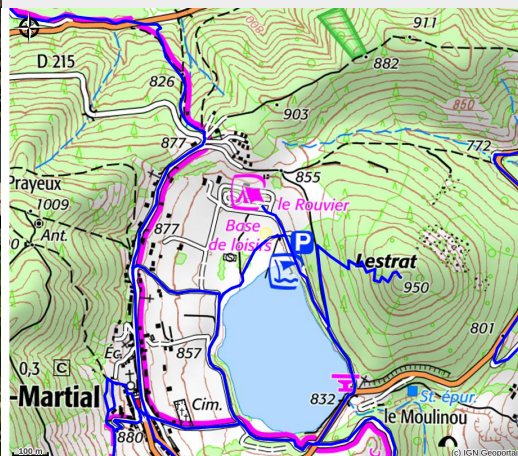 911
D 215
882
826
850
903
877
772
Prayeux
855
1009
le Rouvier
Ant.
877
Base
de loisirs
P
Lestrat
950
801
Éc.
857
0,3 C
-Martial
Cim.
832
St. épur.
le Moulinou
880
100 m
(c) IGN Geoportail